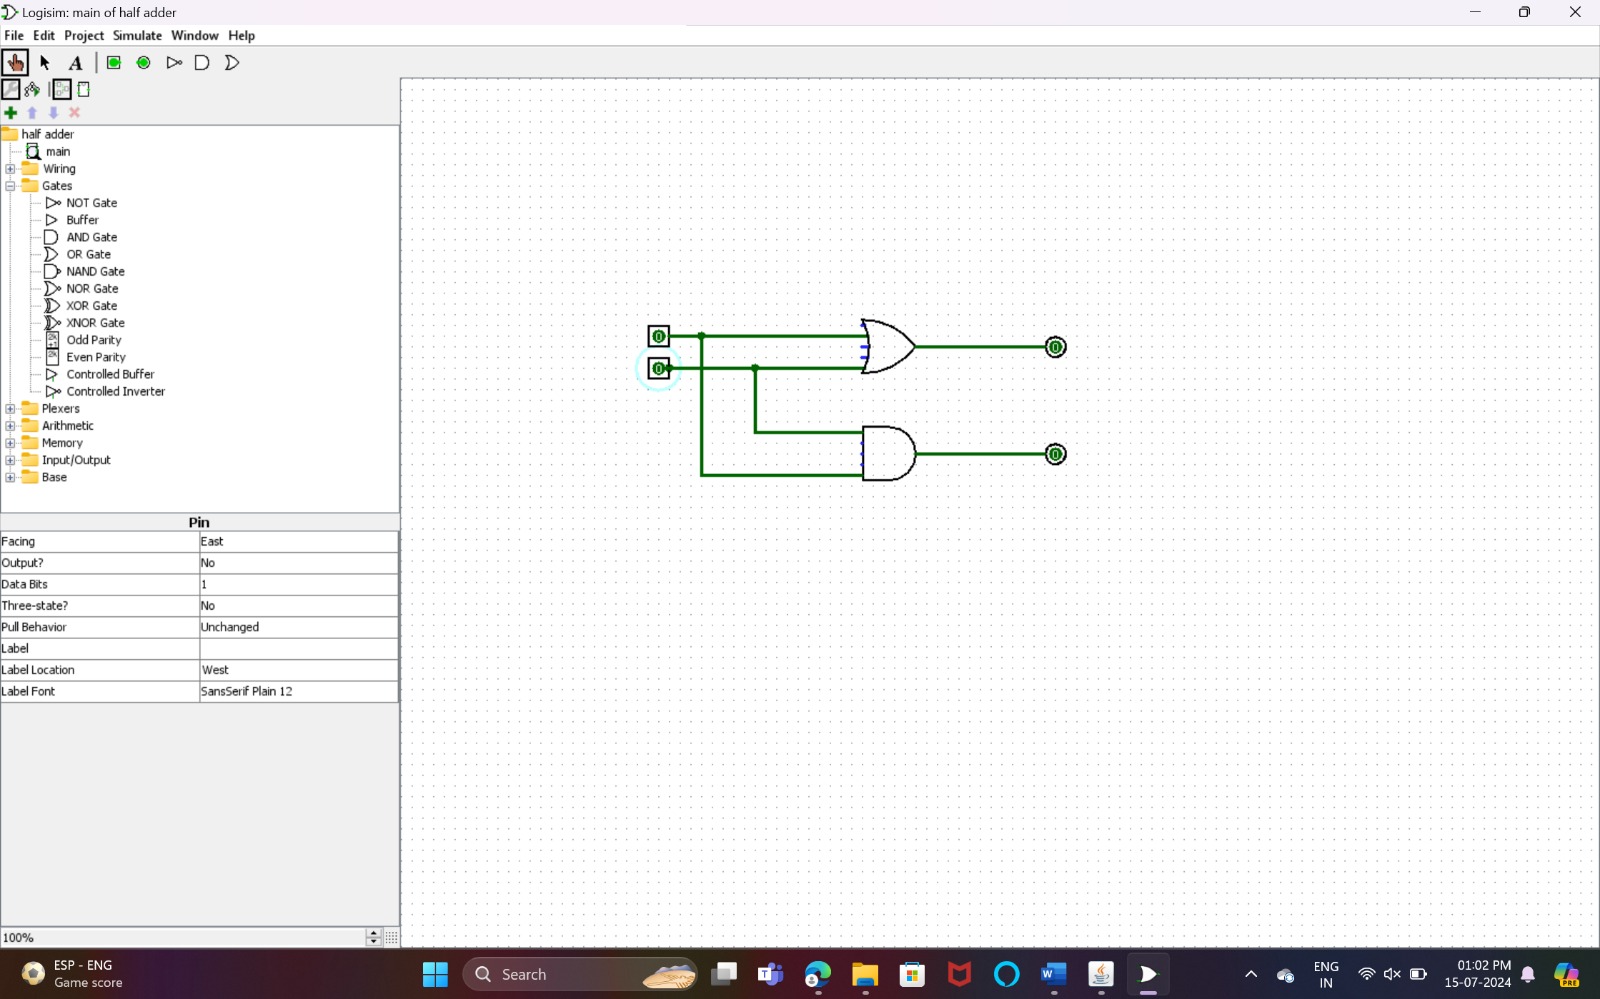 Logisim: main of half adder
File Edit Project Simulate Window Help
A
half adder
main
Wiring
Gates
NOT Gate
Buffer
AND Gate
OR Gate
NAND Gate
NOR Gate
XOR Gate
XNOR Gate
Odd Parity
Even Parity
Controlled Buffer
Controlled Inverter
Plexers
Arithmetic
Memory
Input/Output
Base
0
0
0
0
Pin
Facing East
Output? No
Data Bits 1
Three-state? No
Pull Behavior Unchanged
Label
Label Location West
Label Font SansSerif Plain 12
100%
ESP - ENG
Game score
Search
W
ENG
IN
01:02 PM
15-07-2024
PRE